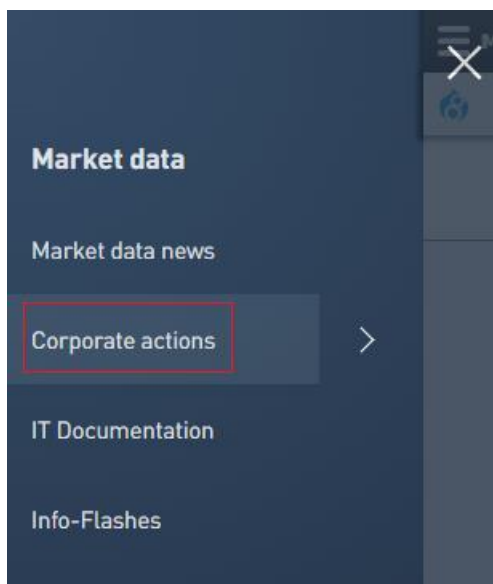 Market data
Market data news
Corporate actions
IT Documentation
Info-Flashes